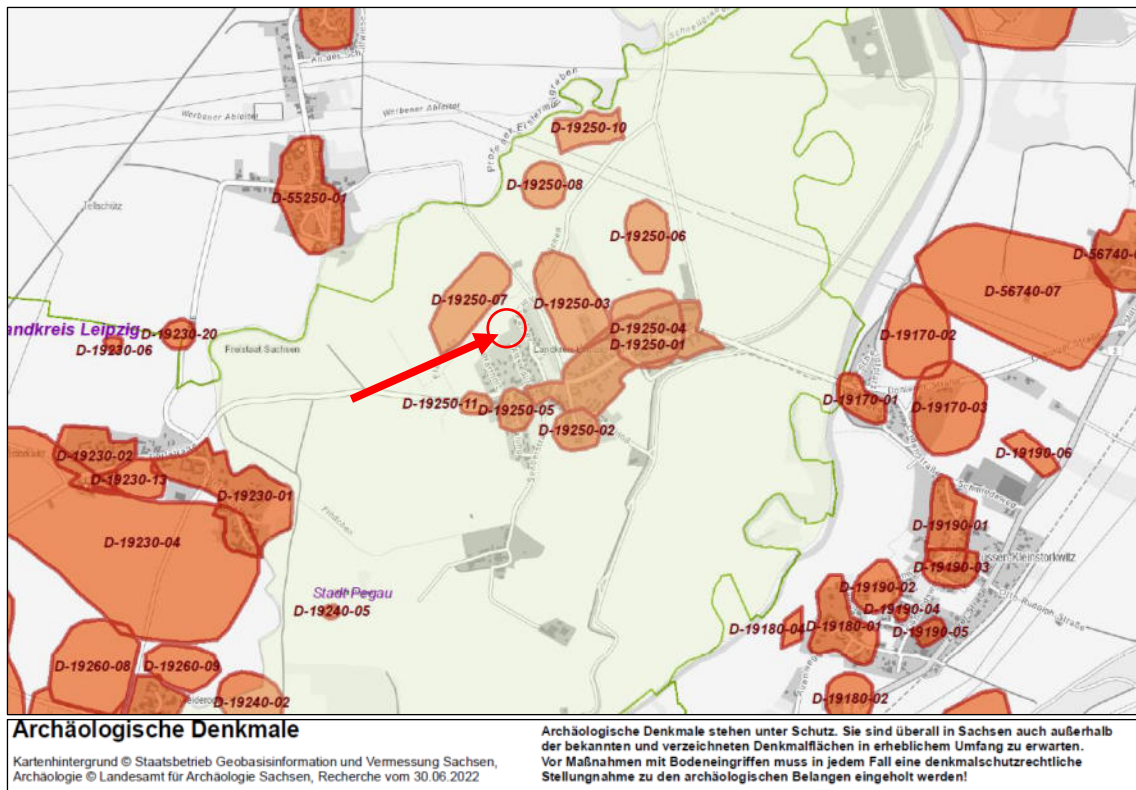 Werbener Ableiter
Werbener Ableiter
D-19250-10
D-55250-01
D-19250-08
Tellschütz
D-19250-06
D-56740-07
D-19250-07
D-19250-03
D-19250-04
D-19250-01
D-19170-02
andkreis Leipzig
D-19230-20
D-19230-06
Freistaat Sachsen
D-19250-11
D-19250-05
D-19250-02
D-19170-01
D-19170-03
D-19230-02
D-19230-13
D-19230-01
D-19190-06
Schmiedeweg
D-19230-04
D-19190-01
D-19190-03
D-19190-02
Stadt Pegau
D-19240-05
D-19190-04
D-19180-04
D-19180-01
D-19190-05
D-19260-08
D-19260-09
D-19240-02
D-19180-02
Archäologische Denkmale
Kartenhintergrund © Staatsbetrieb Geobasisinformation und Vermessung Sachsen,
Archäologie © Landesamt für Archäologie Sachsen, Recherche vom 30.06.2022
Archäologische Denkmale stehen unter Schutz. Sie sind überall in Sachsen auch außerhalb
der bekannten und verzeichneten Denkmalflächen in erheblichem Umfang zu erwarten.
Vor Maßnahmen mit Bodeneingriffen muss in jedem Fall eine denkmalschutzrechtliche
Stellungnahme zu den archäologischen Belangen eingeholt werden!